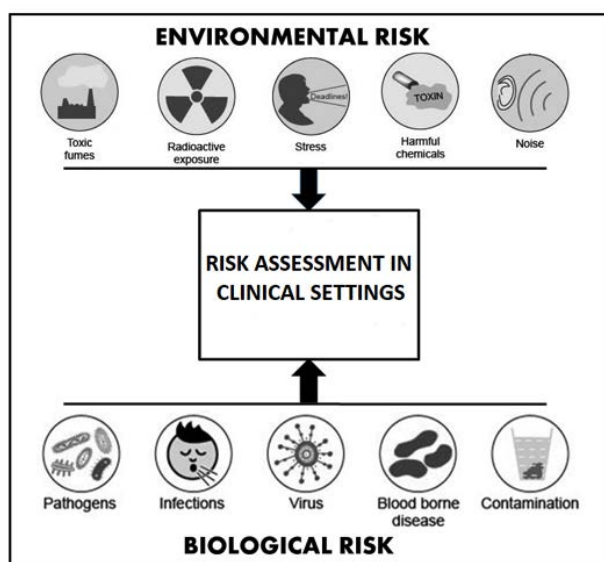 ENVIRONMENTAL RISK
Deadlines!
TOXIN
Toxic
fumes
Radioactive
exposure
Stress
Harmful
chemicals
Noise
RISK ASSESSMENT IN
CLINICAL SETTINGS
Pathogens
Infections
Virus
Blood borne
disease
Contamination
BIOLOGICAL RISK